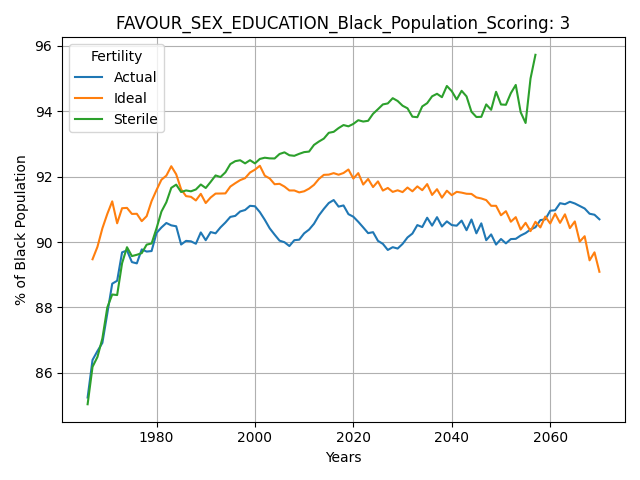 FAVOUR_SEX_EDUCATION_Black_Population_Scoring: 3
% of Black Population
96
94
92
90
88
86
Fertility
Actual
Ideal
Sterile
1980
2000
2020
2040
2060
Years